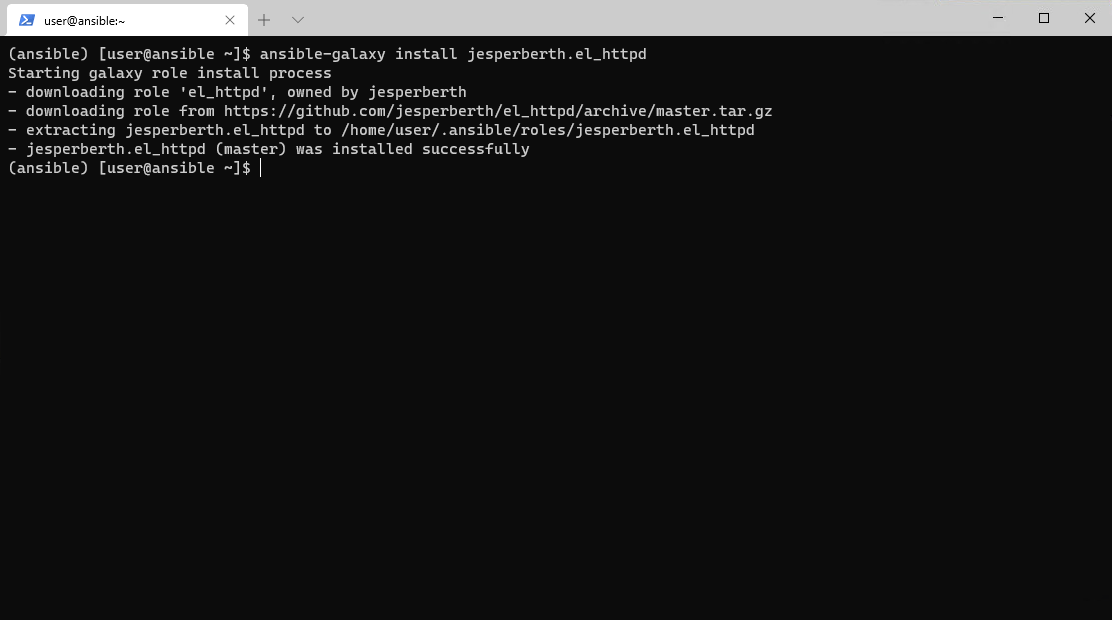 user@ansible:~
(ansible) [user@ansible ~]$ ansible-galaxy install jesperberth.el_httpd
Starting galaxy role install process
- downloading role 'el_httpd', owned by jesperberth
- downloading role from https://github.com/jesperberth/el_httpd/archive/master.tar.gz
- extracting jesperberth.el_httpd to /home/user/.ansible/roles/jesperberth.el_httpd
- jesperberth.el_httpd (master) was installed successfully
(ansible) [user@ansible ~]$